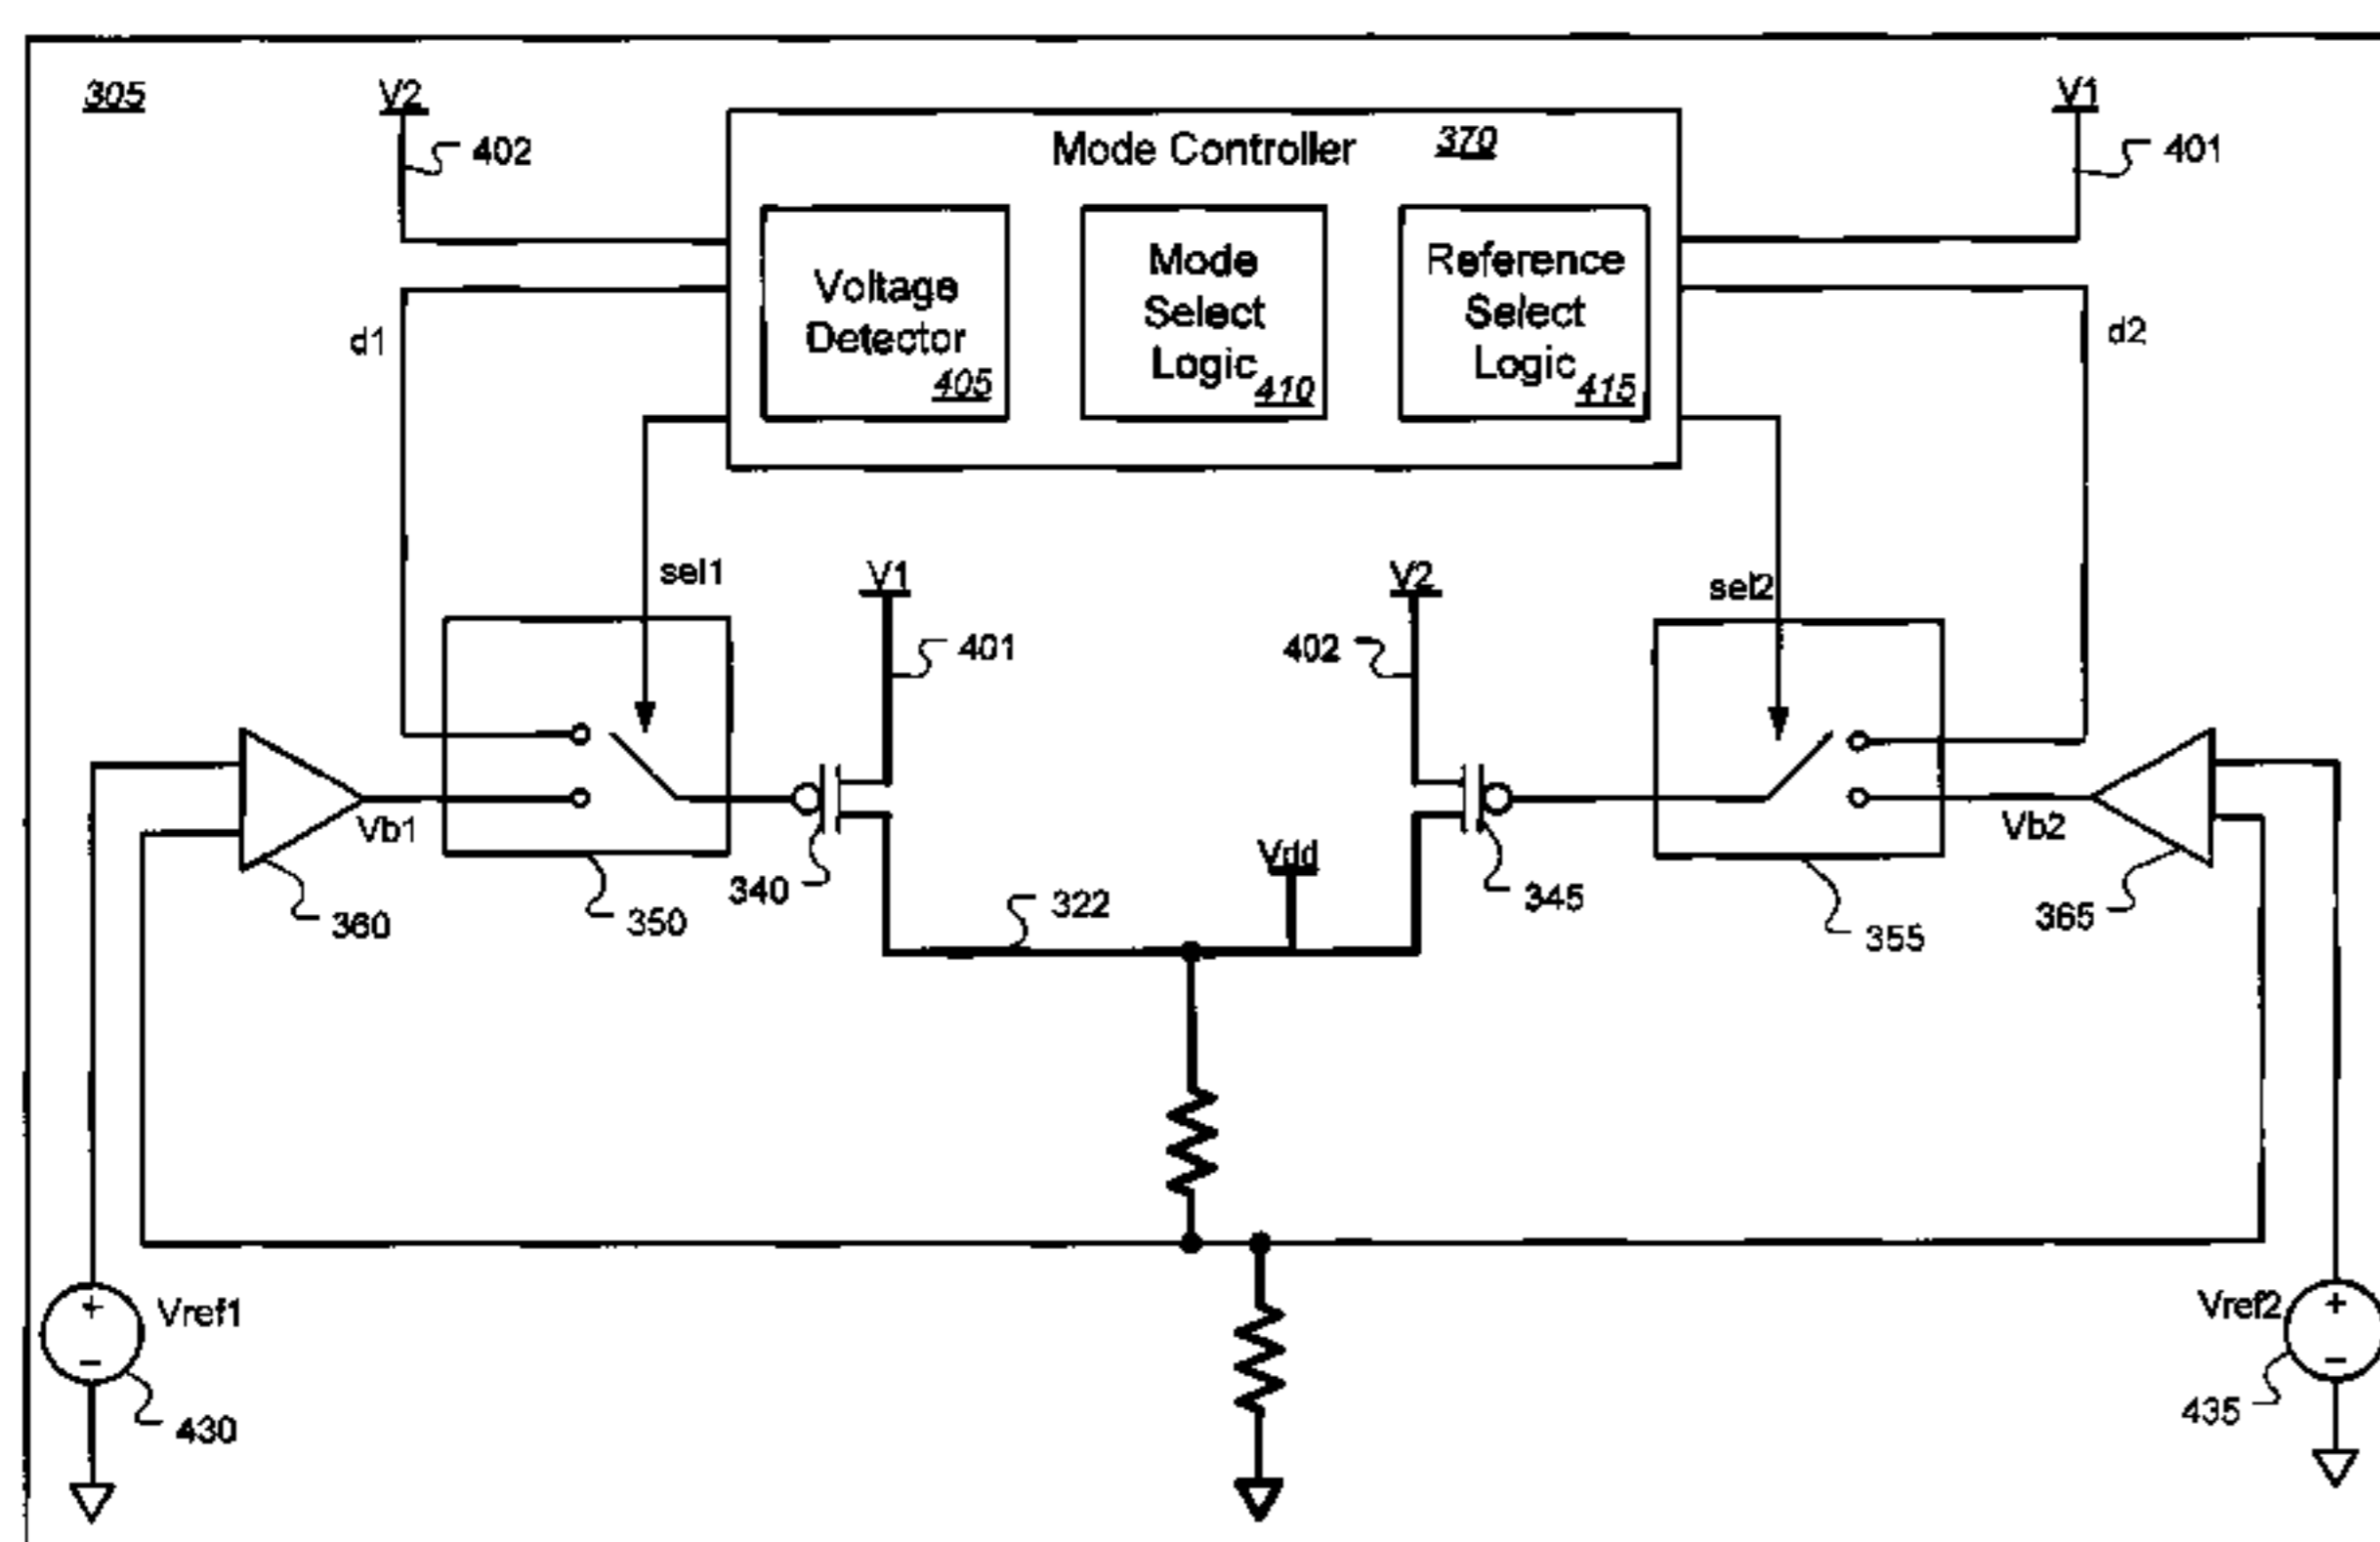 305
V2
402
Mode Controller 370
V1
401
Voltage
Detector
405
Mode
Select
Logic
410
Reference
Select
Logic
415
d1
d2
sel1
V1
401
V2
402
sel2
Vb1
360
350
340
322
Vdd
345
355
Vb2
365
+
Vref1
-
430
Vref2
+
-
435